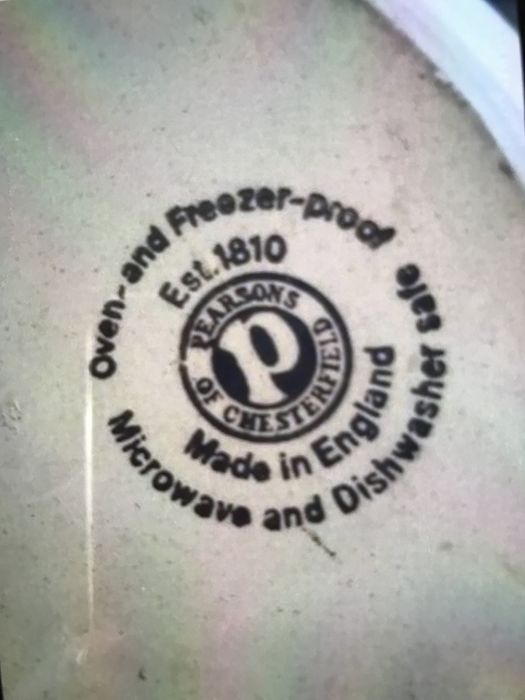 Oven- and Freezer-proof
Est. 1810
PEARSONS
P
OF CHESTERFIELD
Made in England
Microwave and Dishwasher safe